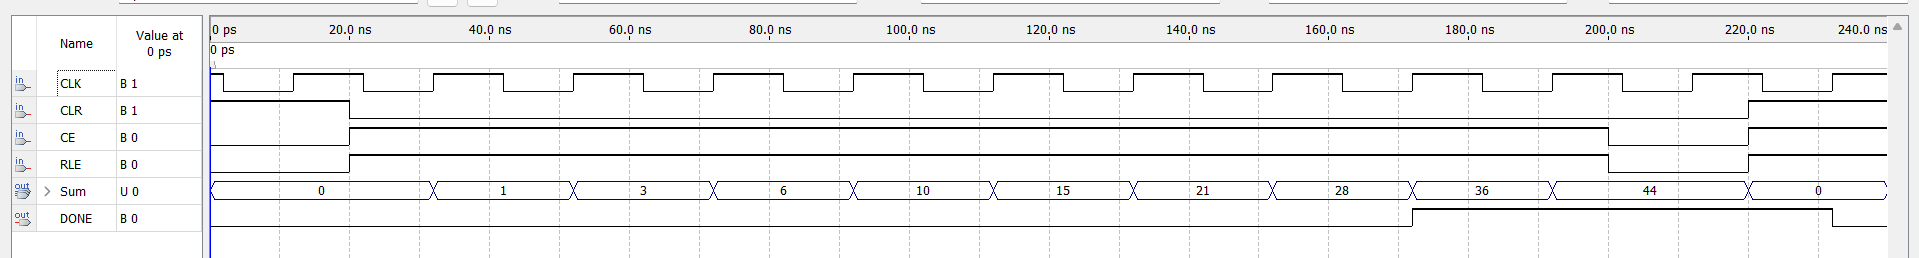 Name Value at 0 ps
0 ps 20.0 ns 40.0 ns 60.0 ns 80.0 ns 100.0 ns 120.0 ns 140.0 ns 160.0 ns 180.0 ns 200.0 ns 220.0 ns 240.0 ns
0 ps
in CLK B 1
in CLR B 1
in CE B 0
in RLE B 0
out > Sum U 0 0 1 3 6 10 15 21 28 36 44 0
out DONE B 0